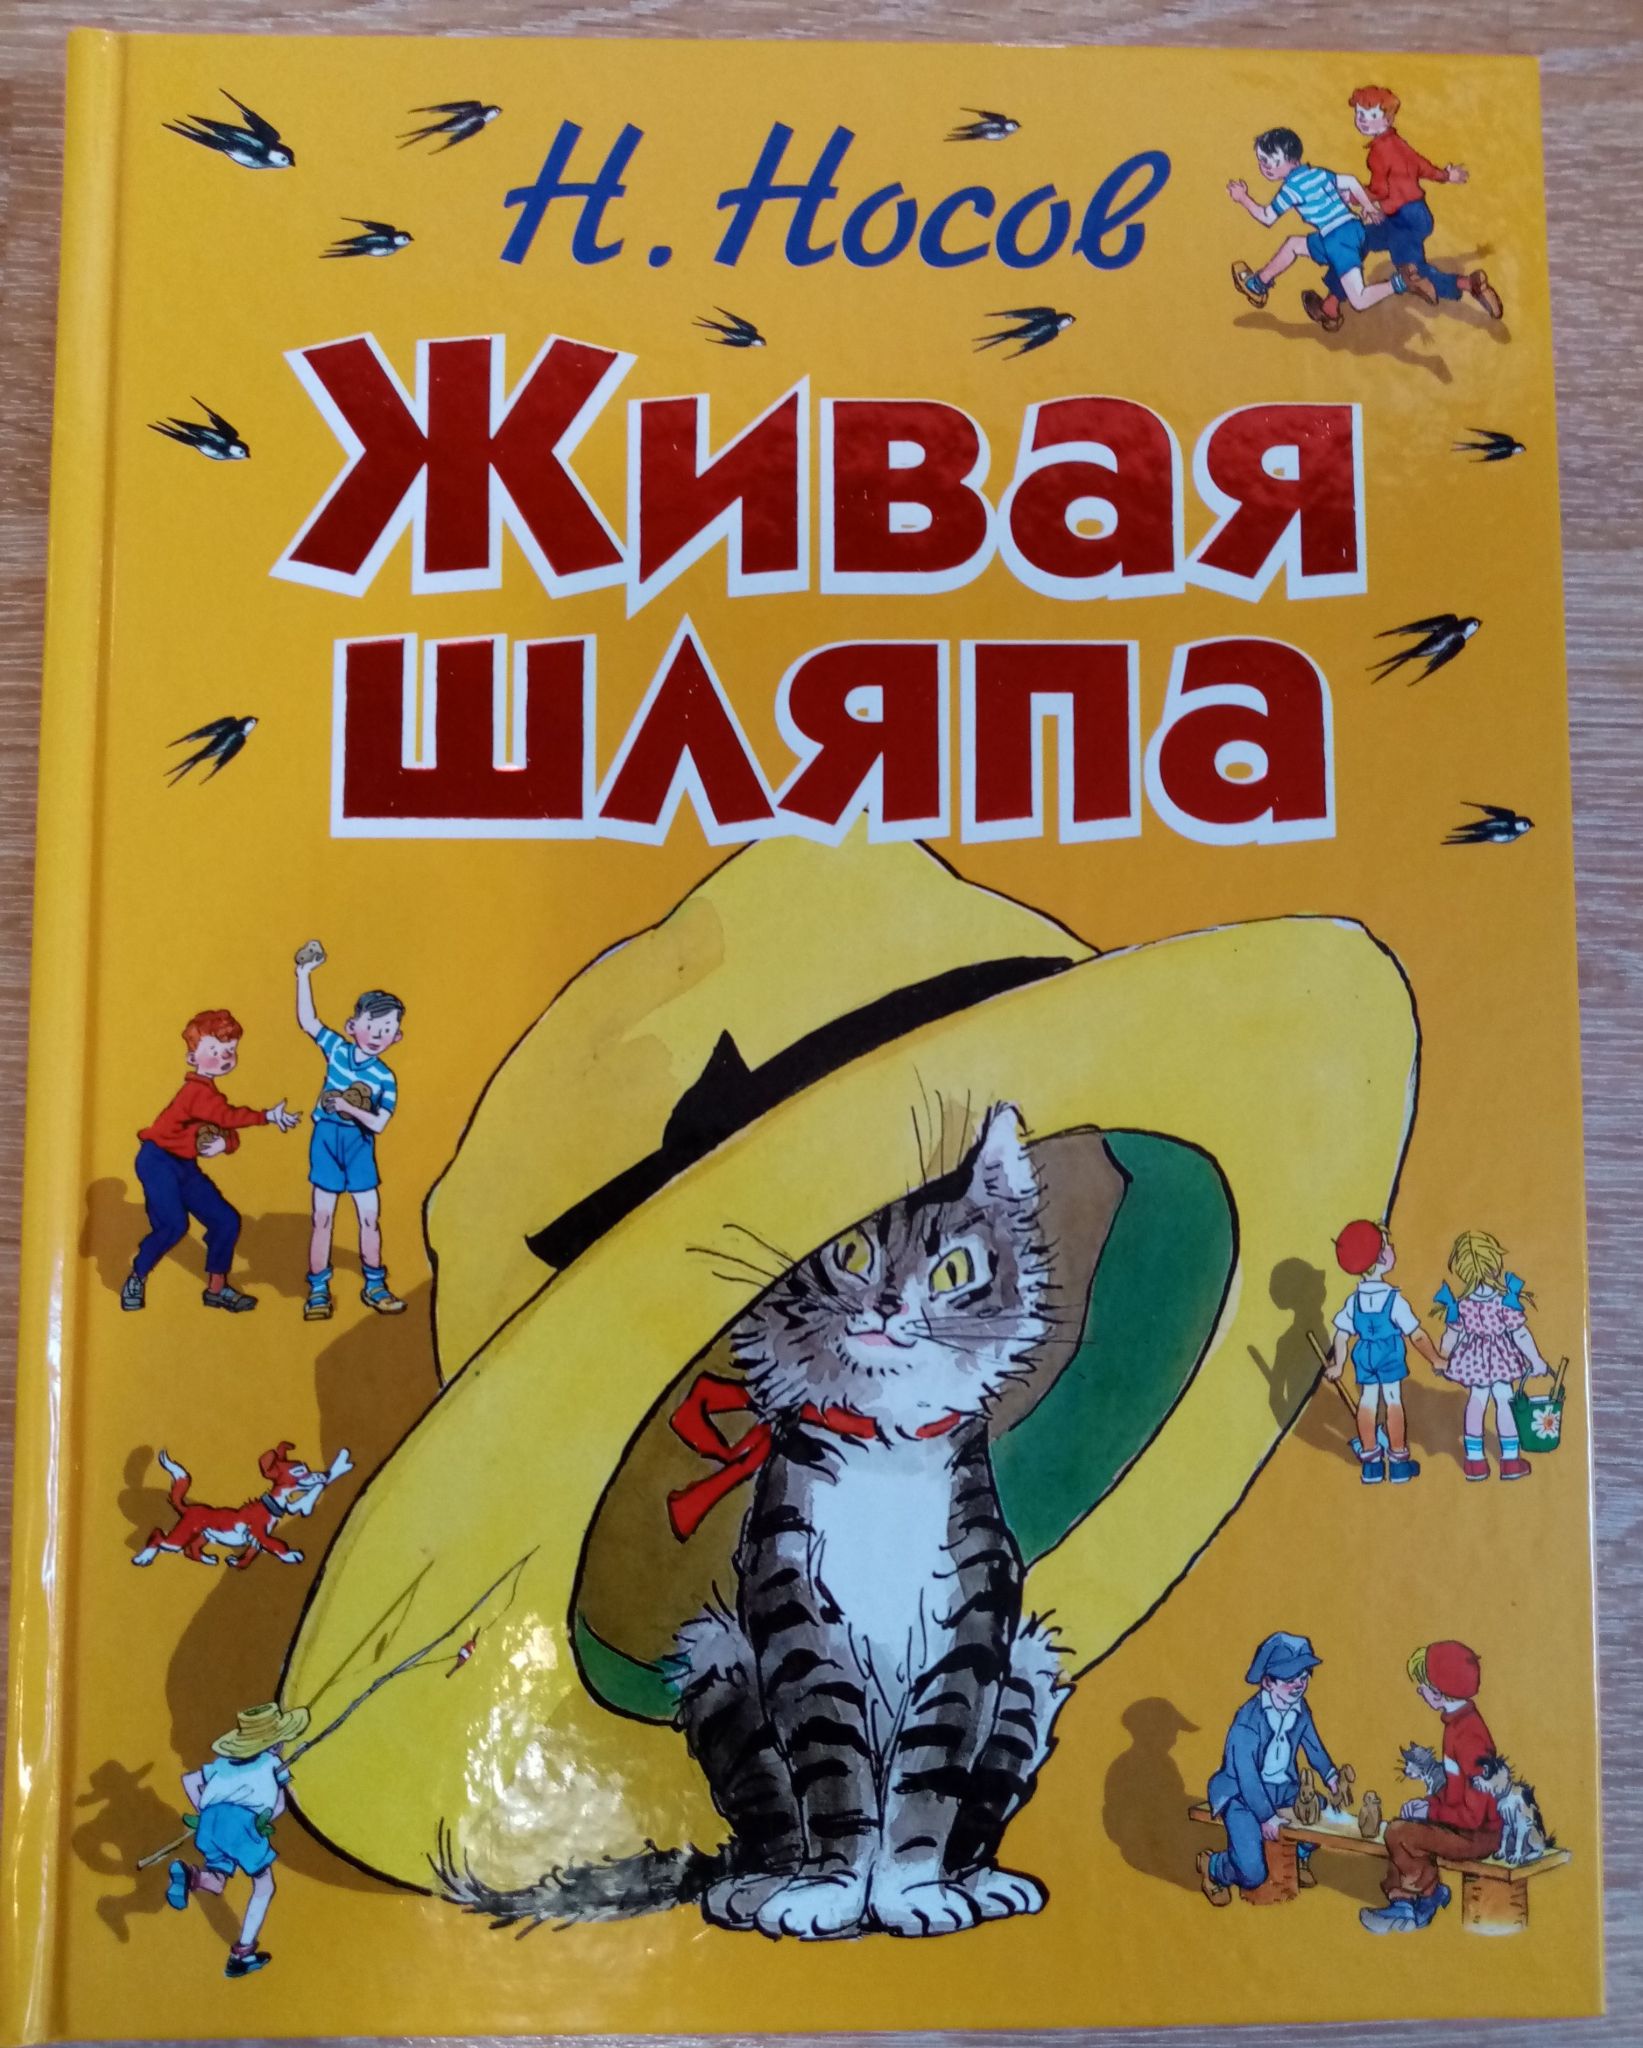 Н. Носов
Живая
шляпа